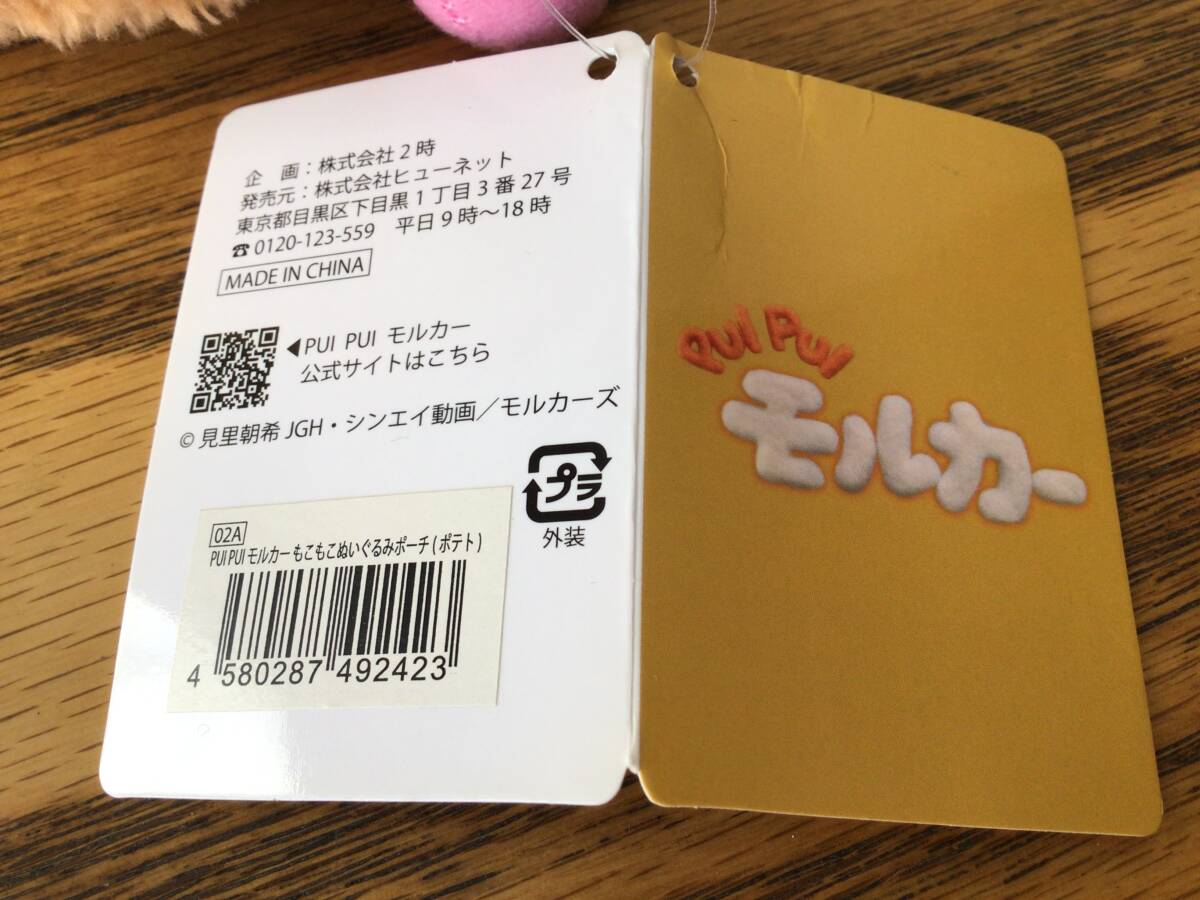 企　画：株式会社2時
発売元：株式会社ヒューネット
東京都目黒区下目黒1丁目3番27号
☎0120-123-559　平日9時〜18時
MADE IN CHINA
◀PUI PUI モルカー
公式サイトはこちら
© 見里朝希 JGH・シンエイ動画／モルカーズ
プラ
外装
02A
PUI PUI モルカー もこもこぬいぐるみポーチ(ポテト)
4 580287 492423
PUI PUI
モルカー